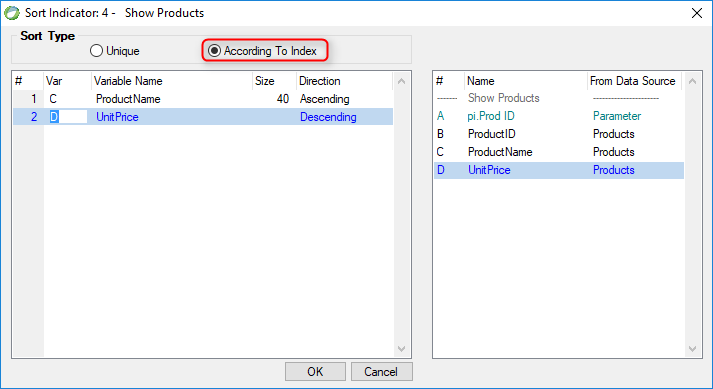 Sort Indicator: 4 - Show Products
Sort Type
Unique
According To Index
# Var Variable Name Size Direction
1 C ProductName 40 Ascending
2 D UnitPrice Descending
# Name From Data Source
------- Show Products ----------------------
A pi.Prod ID Parameter
B ProductID Products
C ProductName Products
D UnitPrice Products
OK Cancel